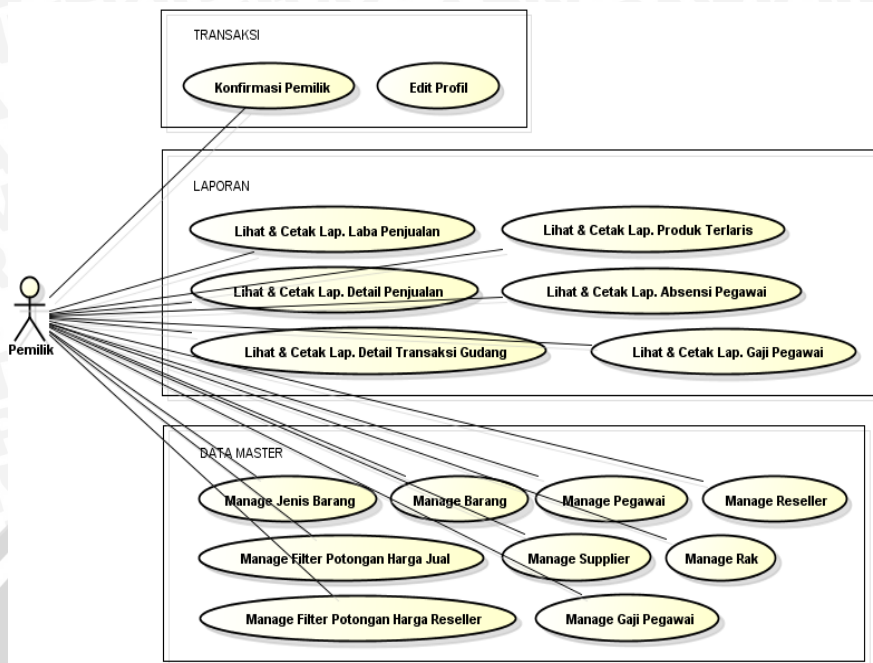 TRANSAKSI
Konfirmasi Pemilik
Edit Profil
LAPORAN
Lihat & Cetak Lap. Laba Penjualan
Lihat & Cetak Lap. Produk Terlaris
Lihat & Cetak Lap. Detail Penjualan
Lihat & Cetak Lap. Absensi Pegawai
Lihat & Cetak Lap. Detail Transaksi Gudang
Lihat & Cetak Lap. Gaji Pegawai
Pemilik
DATA MASTER
Manage Jenis Barang
Manage Barang
Manage Pegawai
Manage Reseller
Manage Filter Potongan Harga Jual
Manage Supplier
Manage Rak
Manage Filter Potongan Harga Reseller
Manage Gaji Pegawai